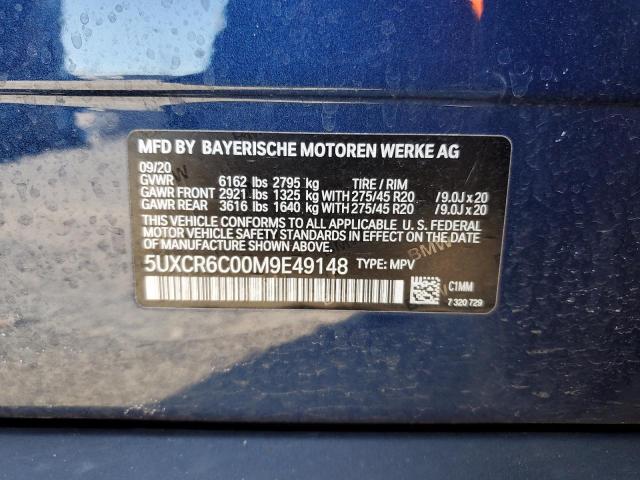 MFD BY BAYERISCHE MOTOREN WERKE AG
09/20
GVWR 6162 lbs 2795 kg TIRE / RIM
GAWR FRONT 2921 lbs 1325 kg WITH 275/45 R20 /9.0J x 20
GAWR REAR 3616 lbs 1640 kg WITH 275/45 R20 /9.0J x 20
THIS VEHICLE CONFORMS TO ALL APPLICABLE U. S. FEDERAL
MOTOR VEHICLE SAFETY STANDARDS IN EFFECT ON THE DATE OF
MANUFACTURE SHOWN ABOVE.
5UXCR6C00M9E49148 TYPE: MPV
C1MM
7 320 729
BMW